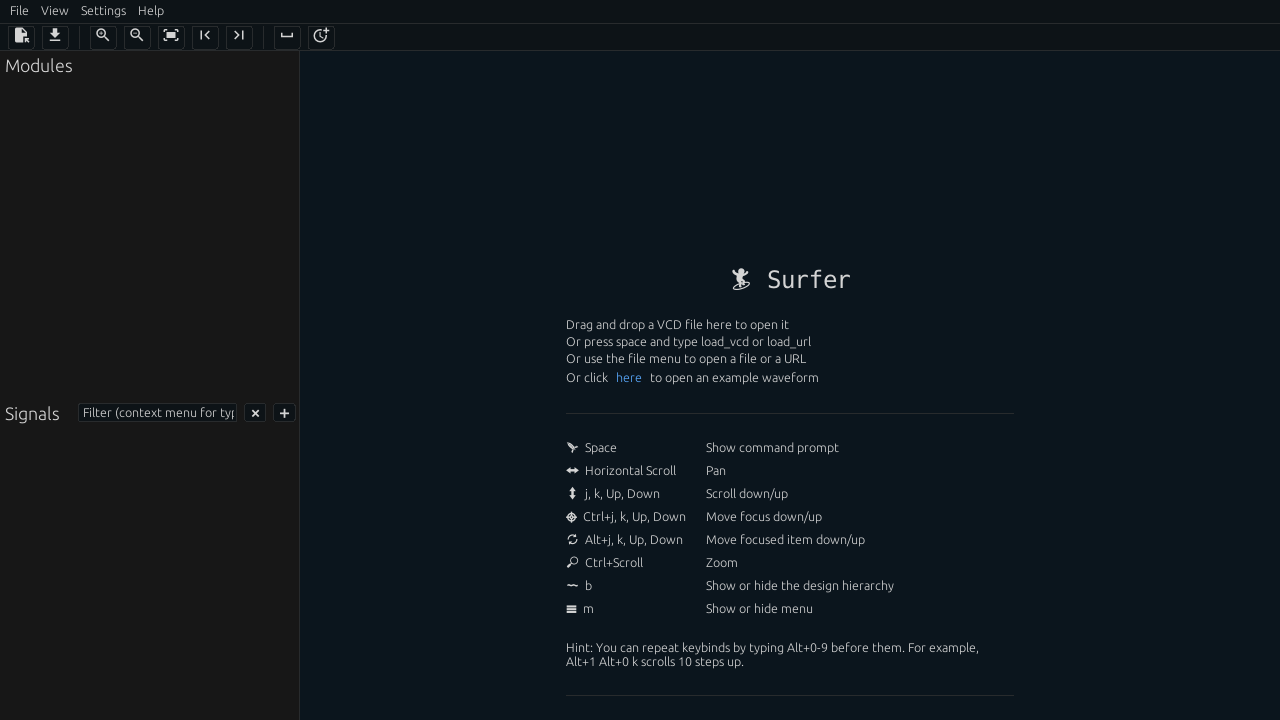 File View Settings Help
Modules
Surfer
Drag and drop a VCD file here to open it
Or press space and type load_vcd or load_url
Or use the file menu to open a file or a URL
Or click here to open an example waveform
Signals Filter (context menu for typ
Space Show command prompt
Horizontal Scroll Pan
j, k, Up, Down Scroll down/up
Ctrl+j, k, Up, Down Move focus down/up
Alt+j, k, Up, Down Move focused item down/up
Ctrl+Scroll Zoom
b Show or hide the design hierarchy
m Show or hide menu
Hint: You can repeat keybinds by typing Alt+0-9 before them. For example,
Alt+1 Alt+0 k scrolls 10 steps up.